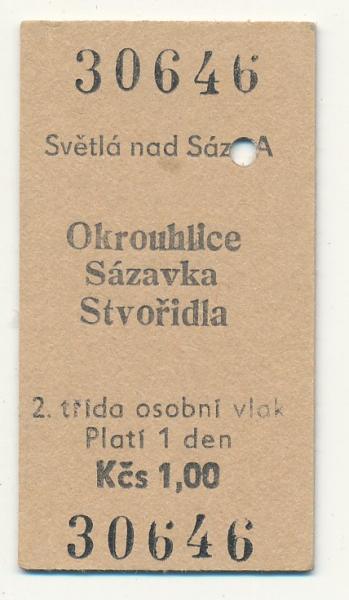 30646
Světlá nad Sáz A
Okrouhlice
Sázavka
Stvořidla
2. třída osobní vlak
Platí 1 den
Kčs 1,00
30646